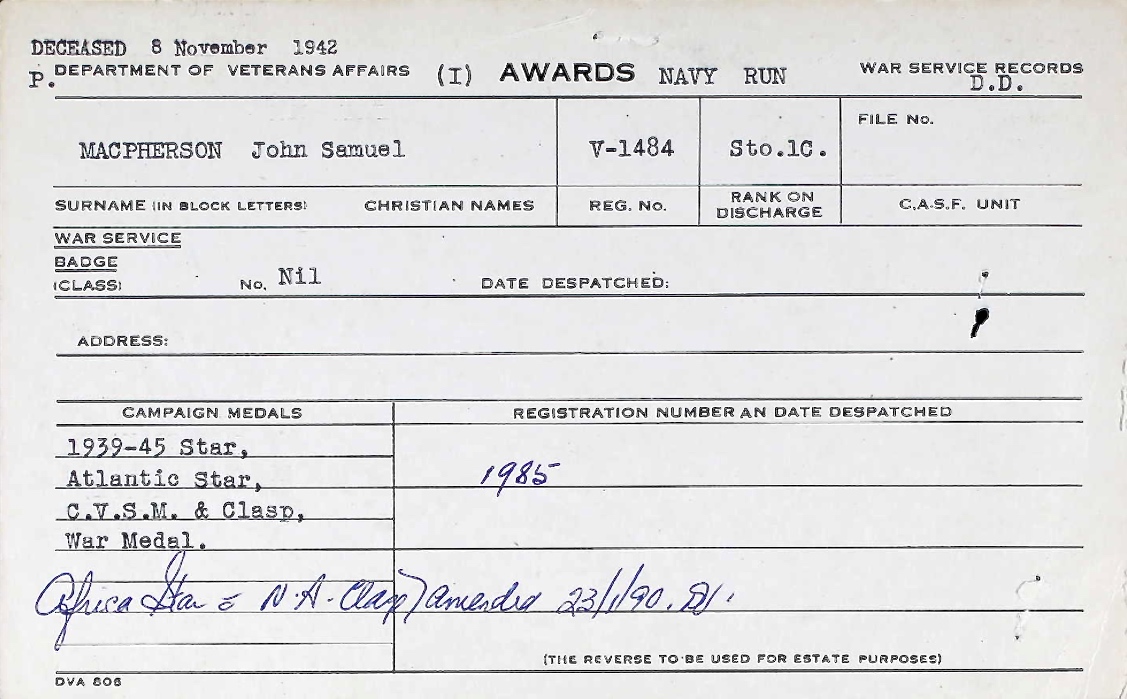 DECEASED 8 November 1942
P. DEPARTMENT OF VETERANS AFFAIRS (I) AWARDS NAVY RUN WAR SERVICE RECORDS
D.D.
FILE No.
MACPHERSON John Samuel V-1484 Sto.1C.
SURNAME (IN BLOCK LETTERS) CHRISTIAN NAMES REG. No. RANK ON DISCHARGE C.A.S.F. UNIT
WAR SERVICE
BADGE
(CLASS) No. Nil DATE DESPATCHED:
ADDRESS:
CAMPAIGN MEDALS REGISTRATION NUMBER AN DATE DESPATCHED
1939-45 Star,
Atlantic Star, 1985
C.V.S.M. & Clasp,
War Medal.
Africa Star N.A. Clasp) amended 23/1/90.
(THE REVERSE TO BE USED FOR ESTATE PURPOSES)
DVA 806